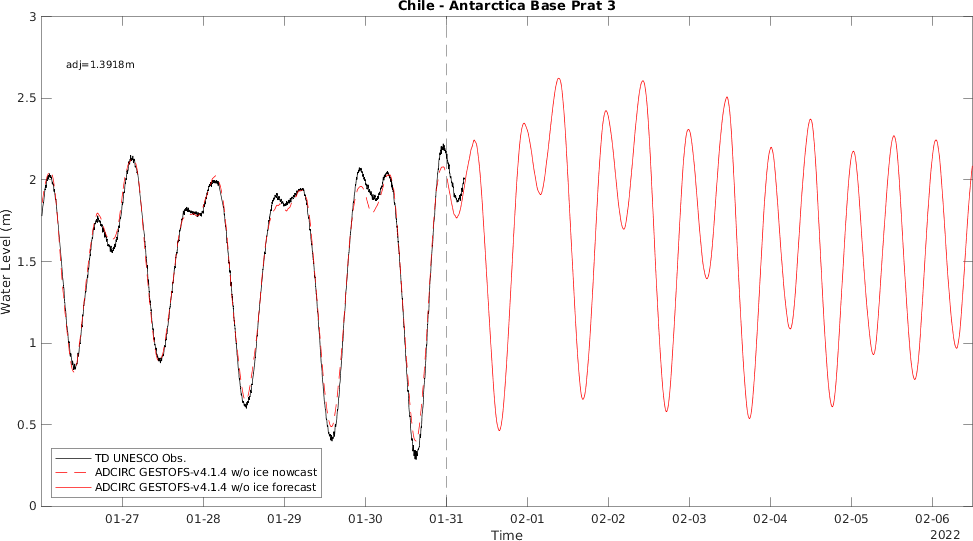 Chile - Antarctica Base Prat 3
3
adj=1.3918m
2.5
2
1.5
1
0.5
0
Water Level (m)
TD UNESCO Obs.
ADCIRC GESTOFS-v4.1.4 w/o ice nowcast
ADCIRC GESTOFS-v4.1.4 w/o ice forecast
01-27 01-28 01-29 01-30 01-31 02-01 02-02 02-03 02-04 02-05 02-06
Time
2022